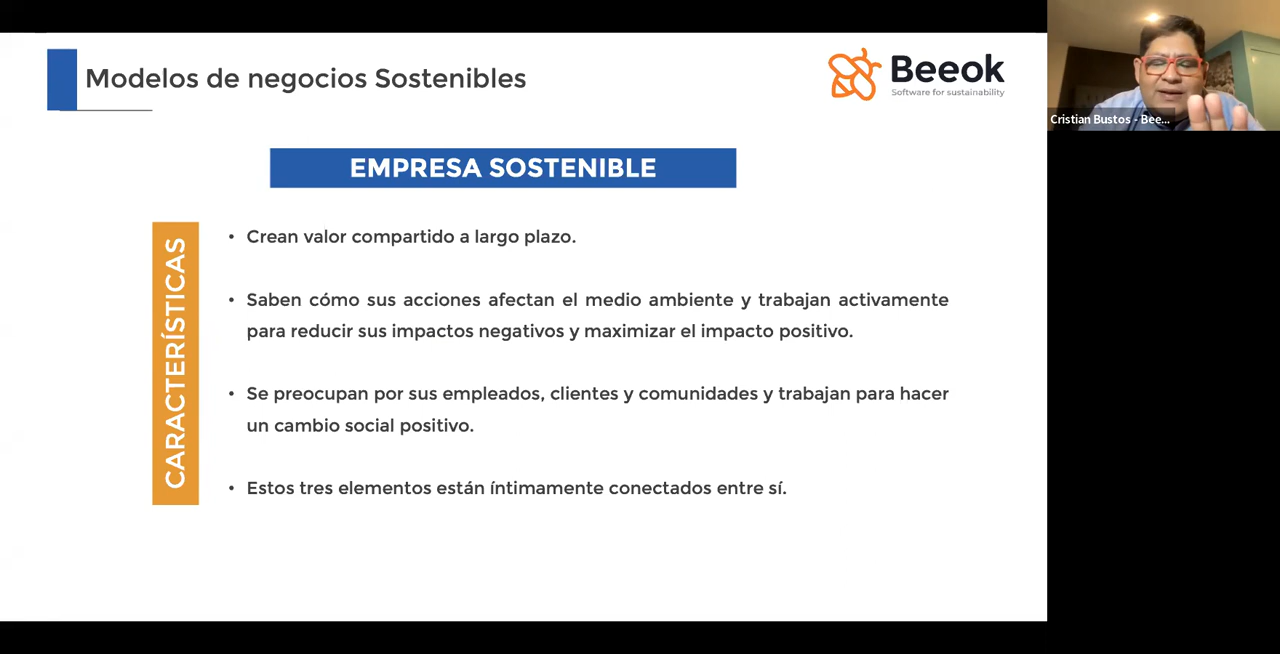 Modelos de negocios Sostenibles
Beeok
Software for sustainability
Cristian Bustos - Bee...
EMPRESA SOSTENIBLE
CARACTERÍSTICAS
• Crean valor compartido a largo plazo.
• Saben cómo sus acciones afectan el medio ambiente y trabajan activamente
para reducir sus impactos negativos y maximizar el impacto positivo.
• Se preocupan por sus empleados, clientes y comunidades y trabajan para hacer
un cambio social positivo.
• Estos tres elementos están íntimamente conectados entre sí.